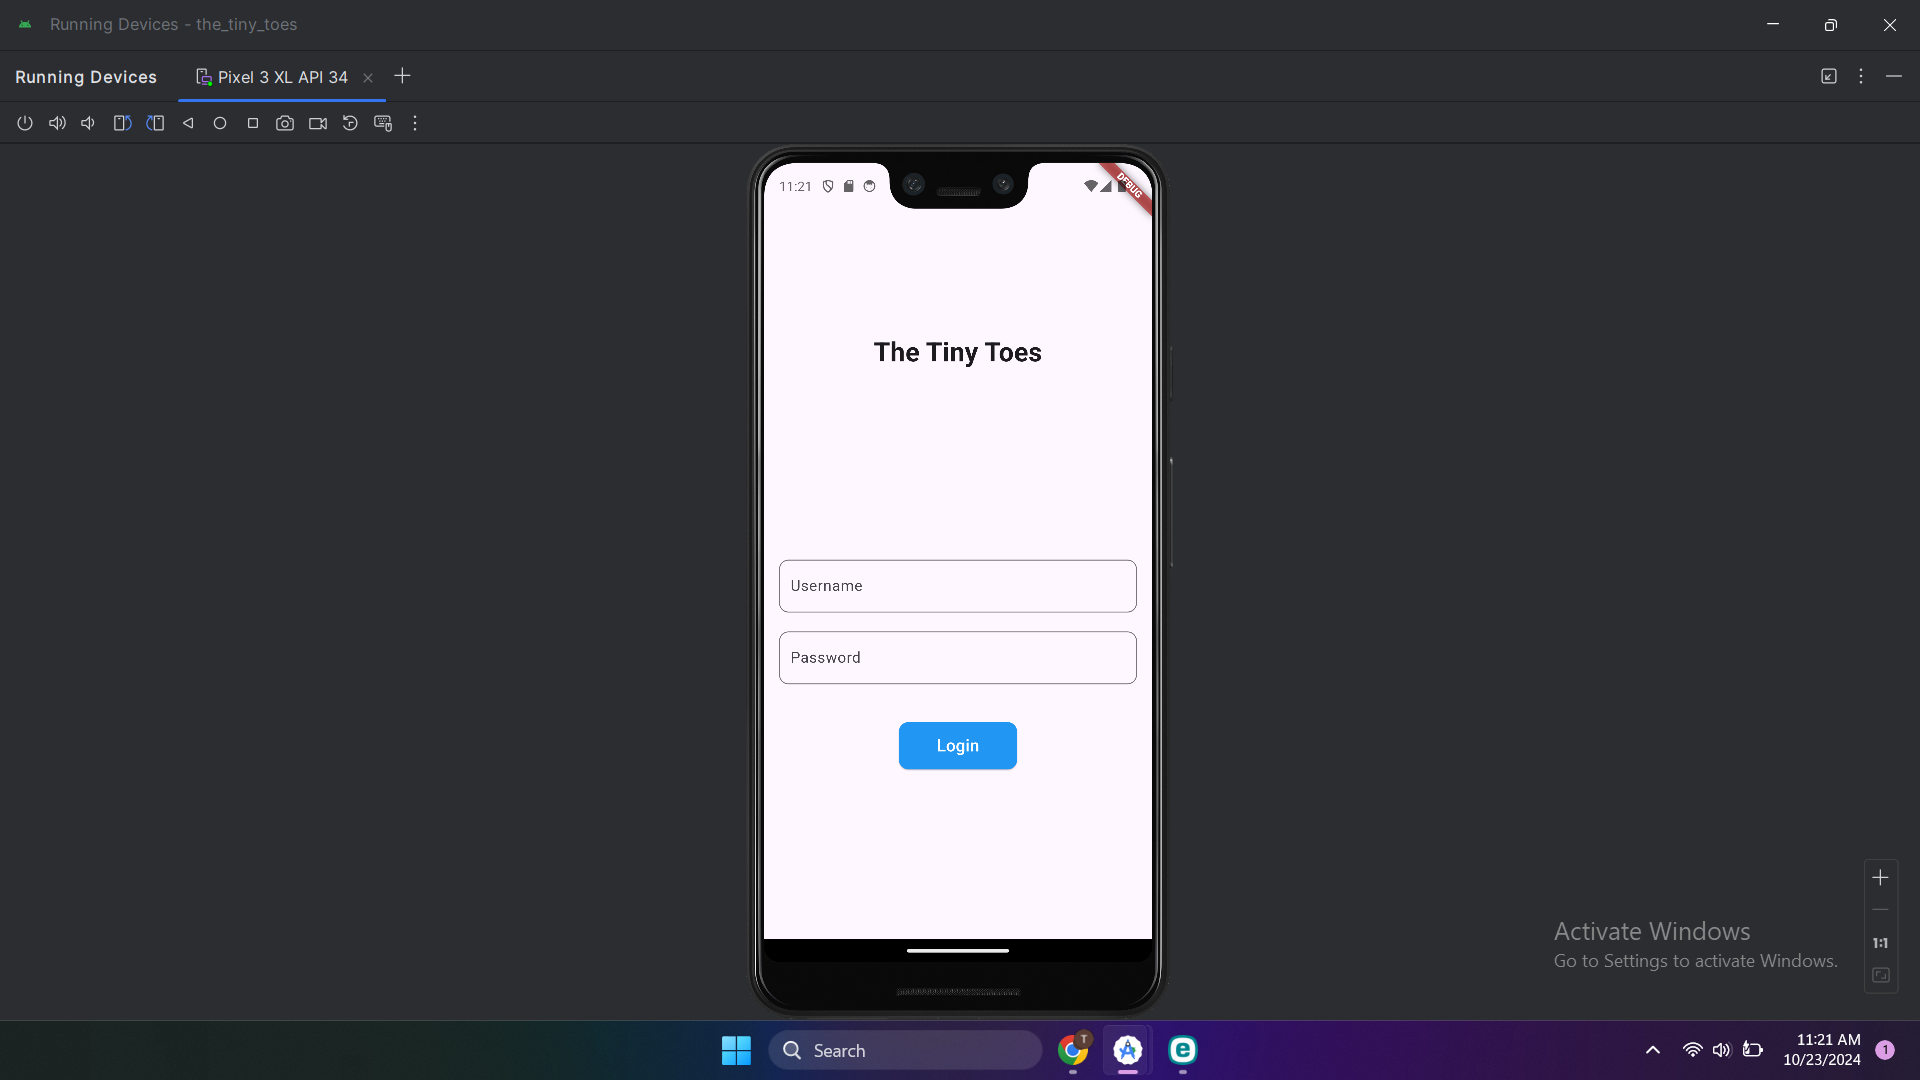 Running Devices - the_tiny_toes
Running Devices
Pixel 3 XL API 34
11:21
DEBUG
The Tiny Toes
Username
Password
Login
1:1
Activate Windows
Go to Settings to activate Windows.
Search
T
11:21 AM
10/23/2024
1